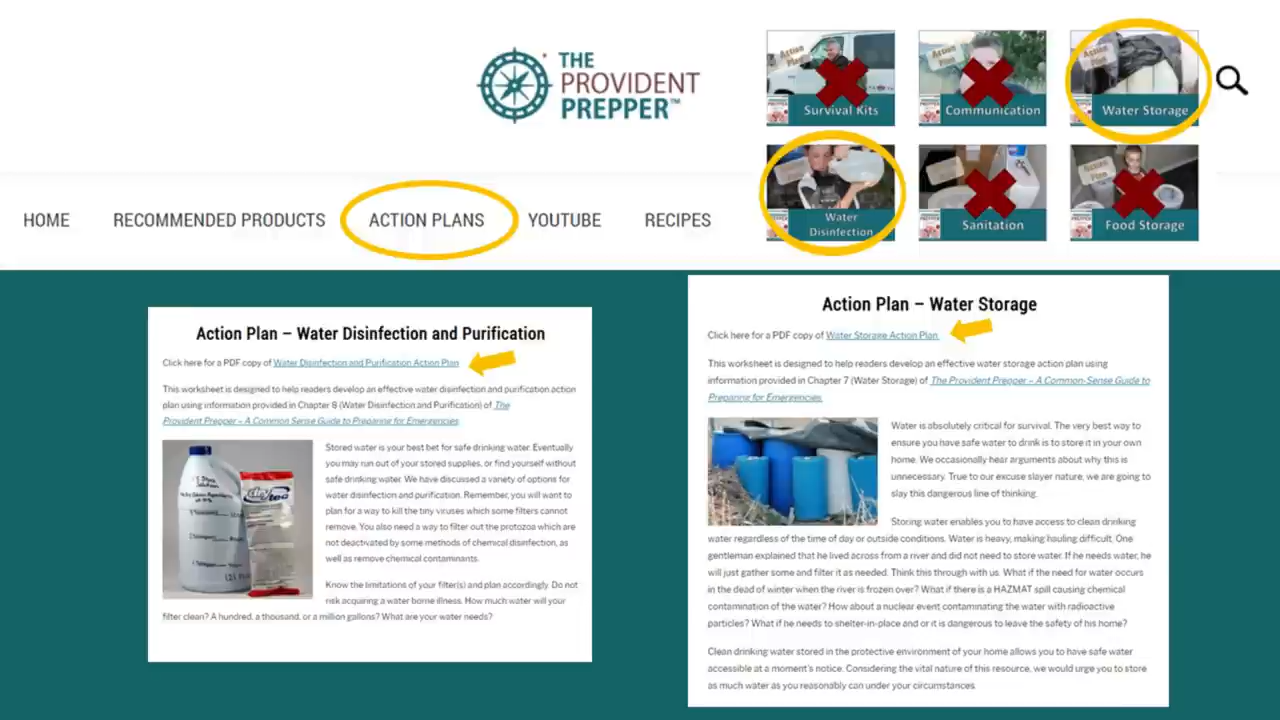 THE
PROVIDENT
PREPPER™
Action
Plan
Survival Kits
Action
Plan
Communication
Action
Plan
Water Storage
Water
Disinfection
Sanitation
Action
Plan
Food Storage
HOME
RECOMMENDED PRODUCTS
ACTION PLANS
YOUTUBE
RECIPES
Action Plan – Water Disinfection and Purification
Click here for a PDF copy of Water Disinfection and Purification Action Plan
This worksheet is designed to help readers develop an effective water disinfection and purification action
plan using information provided in Chapter 8 (Water Disinfection and Purification) of The
Provident Prepper – A Common Sense Guide to Preparing for Emergencies
Stored water is your best bet for safe drinking water. Eventually
you may run out of your stored supplies, or find yourself without
safe drinking water. We have discussed a variety of options for
water disinfection and purification. Remember, you will want to
plan for a way to kill the tiny viruses which some filters cannot
remove. You also need a way to filter out the protozoa which are
not deactivated by some methods of chemical disinfection, as
well as remove chemical contaminants.
Know the limitations of your filter(s) and plan accordingly. Do not
risk acquiring a water borne illness. How much water will your
filter clean? A hundred, a thousand, or a million gallons? What are your water needs?
Action Plan – Water Storage
Click here for a PDF copy of Water Storage Action Plan.
This worksheet is designed to help readers develop an effective water storage action plan using
information provided in Chapter 7 (Water Storage) of The Provident Prepper – A Common-Sense Guide to
Preparing for Emergencies.
Water is absolutely critical for survival. The very best way to
ensure you have safe water to drink is to store it in your own
home. We occasionally hear arguments about why this is
unnecessary. True to our excuse slayer nature, we are going to
slay this dangerous line of thinking.
Storing water enables you to have access to clean drinking
water regardless of the time of day or outside conditions. Water is heavy, making hauling difficult. One
gentleman explained that he lived across from a river and did not need to store water. If he needs water, he
will just gather some and filter it as needed. Think this through with us. What if the need for water occurs
in the dead of winter when the river is frozen over? What if there is a HAZMAT spill causing chemical
contamination of the water? How about a nuclear event contaminating the water with radioactive
particles? What if he needs to shelter-in-place and or it is dangerous to leave the safety of his home?
Clean drinking water stored in the protective environment of your home allows you to have safe water
accessible at a moment's notice. Considering the vital nature of this resource, we would urge you to store
as much water as you reasonably can under your circumstances.